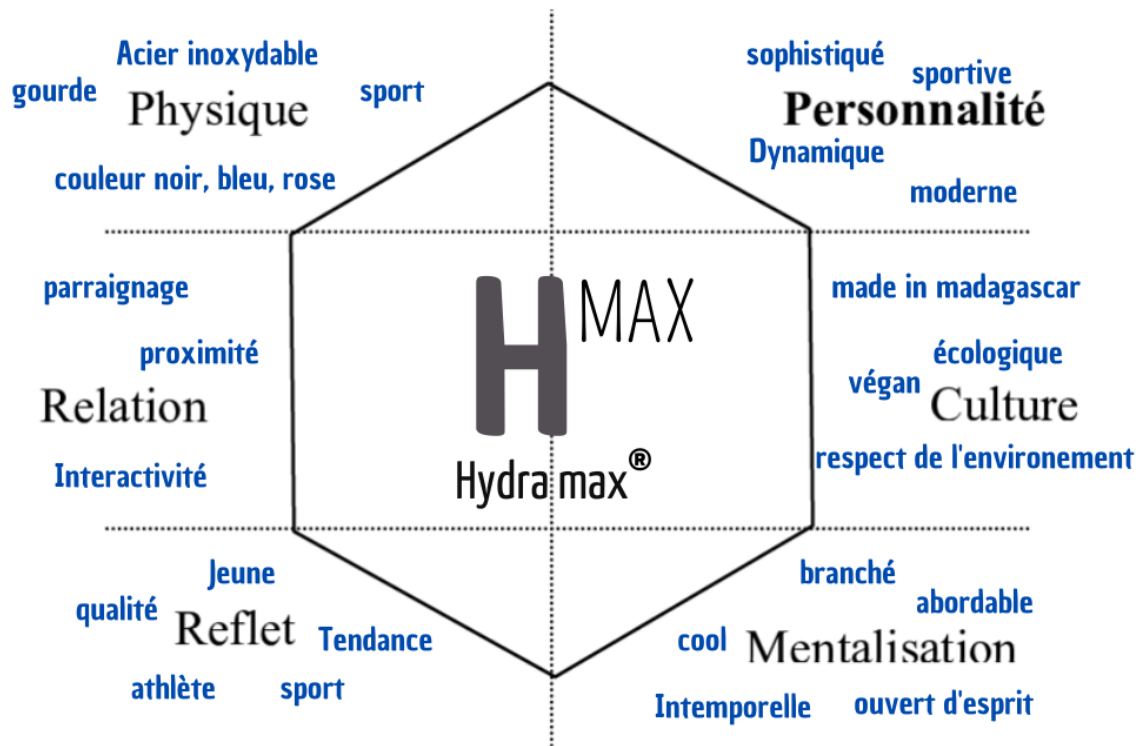 Acier inoxydable
gourde
sport
Physique
couleur noir, bleu, rose
sophistiqué
sportive
Personnalité
Dynamique
moderne
parraignage
proximité
Relation
Interactivité
H MAX
Hydra max®
made in madagascar
écologique
végan
Culture
respect de l'environement
Jeune
qualité
Reflet
Tendance
athlète
sport
branché
abordable
cool
Mentalisation
Intemporelle
ouvert d'esprit